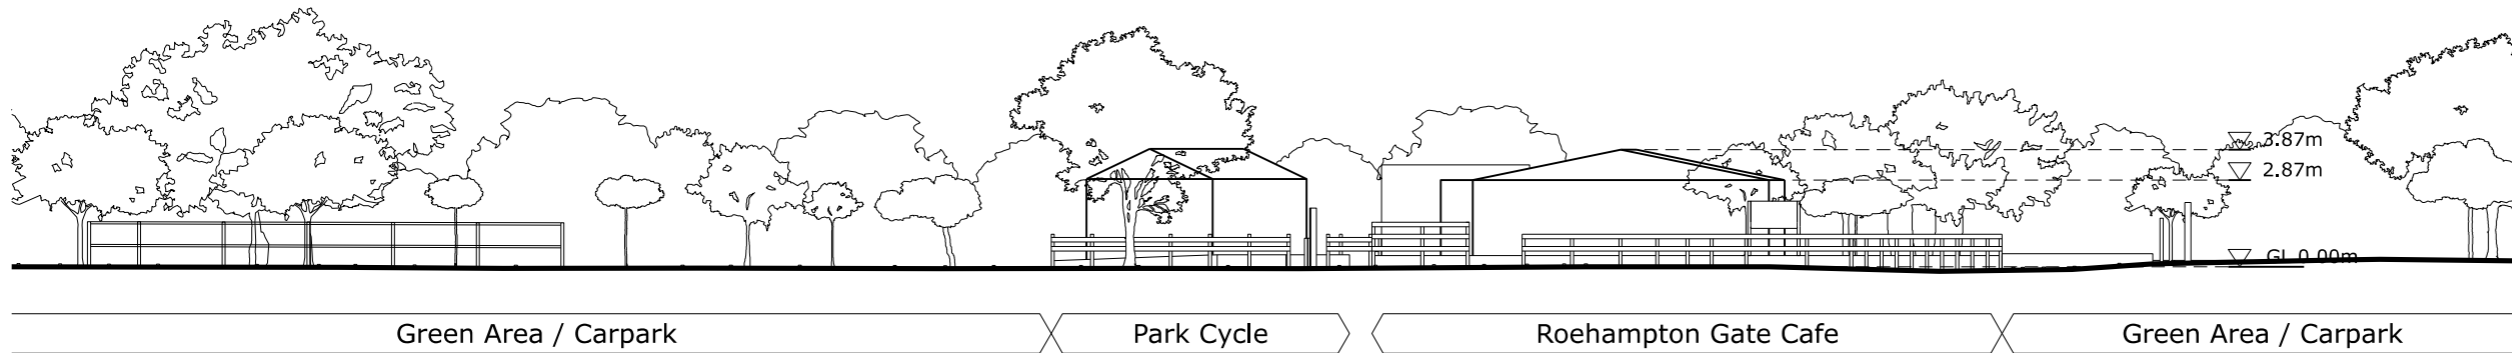 3.87m
2.87m
GL 0.00m
Green Area / Carpark
Park Cycle
Roehampton Gate Cafe
Green Area / Carpark